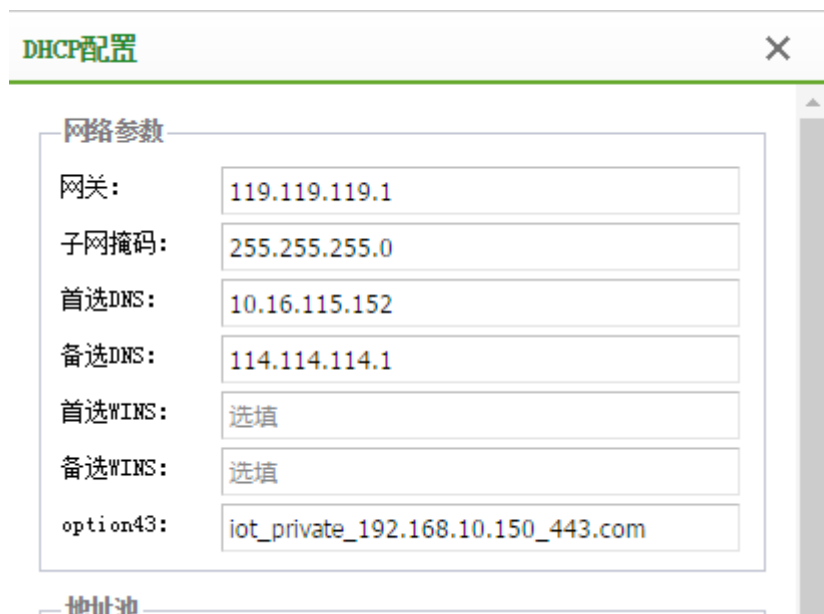 DHCP配置
网络参数
网关： 119.119.119.1
子网掩码： 255.255.255.0
首选DNS： 10.16.115.152
备选DNS： 114.114.114.1
首选WINS： 选填
备选WINS： 选填
option43： iot_private_192.168.10.150_443.com
地址池